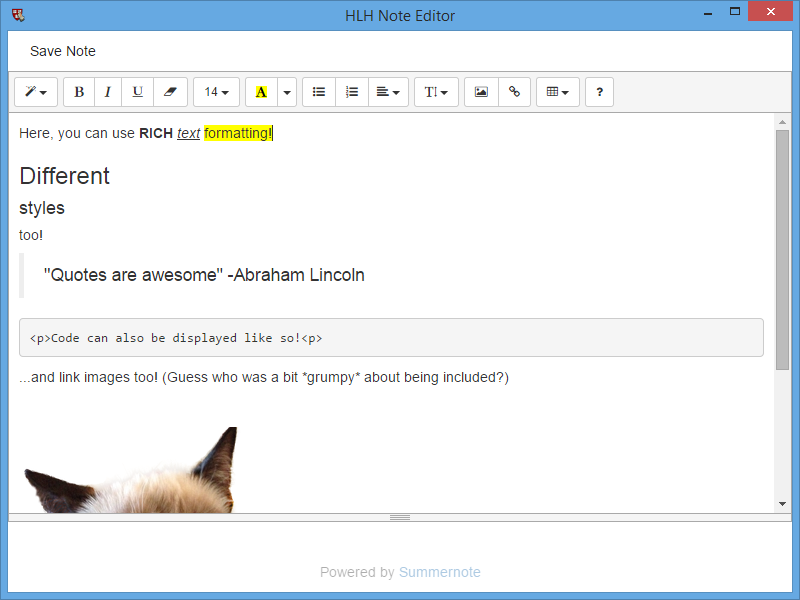 HLH Note Editor
Save Note
B I U 14 A T ?
Here, you can use RICH text formatting!
Different
styles
too!
"Quotes are awesome" -Abraham Lincoln
<p>Code can also be displayed like so!<p>
...and link images too! (Guess who was a bit *grumpy* about being included?)
Powered by Summernote